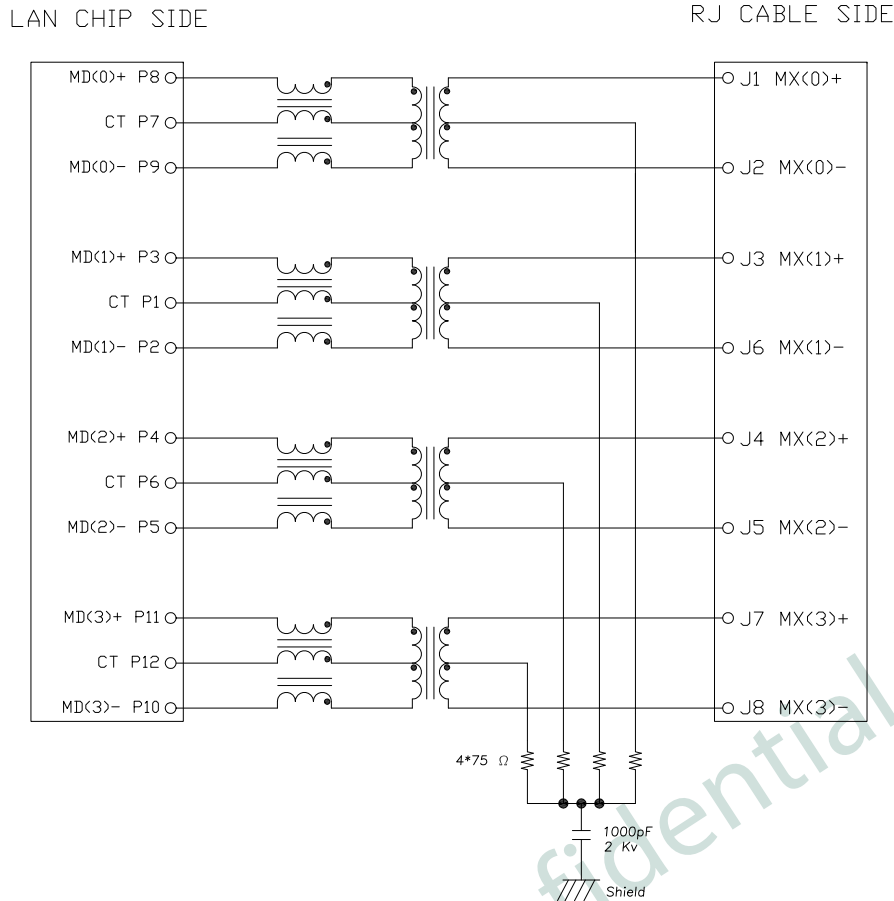 LAN CHIP SIDE
RJ CABLE SIDE
MD(0)+ P8
J1 MX(0)+
CT P7
MD(0)- P9
J2 MX(0)-
MD(1)+ P3
J3 MX(1)+
CT P1
MD(1)- P2
J6 MX(1)-
MD(2)+ P4
J4 MX(2)+
CT P6
MD(2)- P5
J5 MX(2)-
MD(3)+ P11
J7 MX(3)+
CT P12
MD(3)- P10
J8 MX(3)-
4*75 Ω
1000pF
2 Kv
Shield
fidential